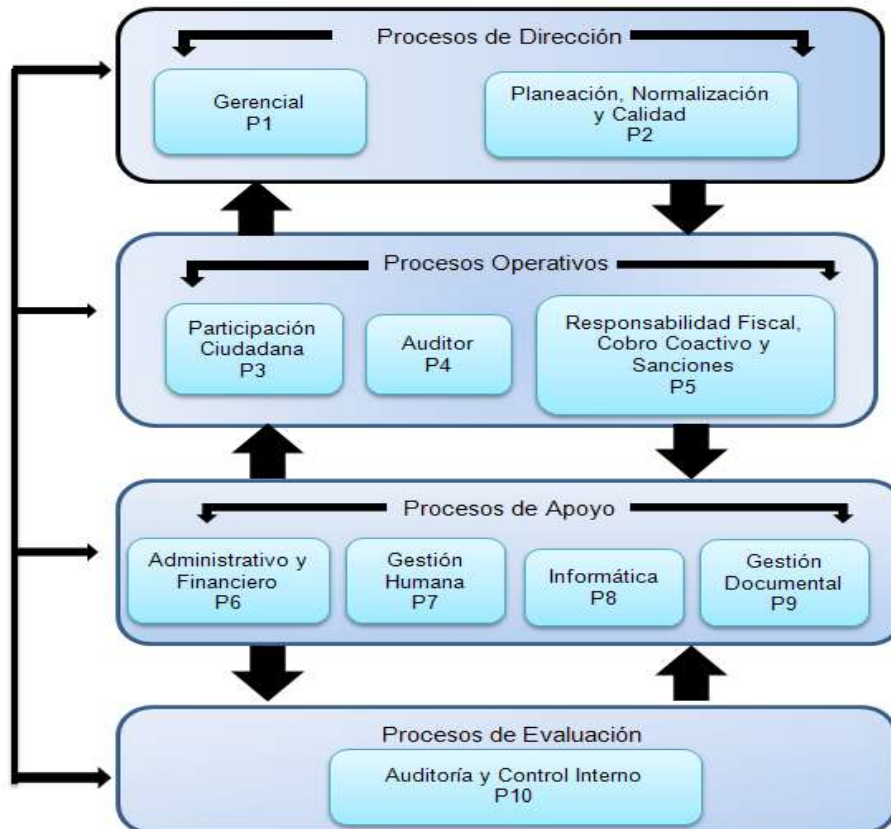 Procesos de Dirección
Gerencial
P1
Planeación, Normalización
y Calidad
P2
Procesos Operativos
Participación
Ciudadana
P3
Auditor
P4
Responsabilidad Fiscal,
Cobro Coactivo y
Sanciones
P5
Procesos de Apoyo
Administrativo y
Financiero
P6
Gestión
Humana
P7
Informática
P8
Gestión
Documental
P9
Procesos de Evaluación
Auditoría y Control Interno
P10